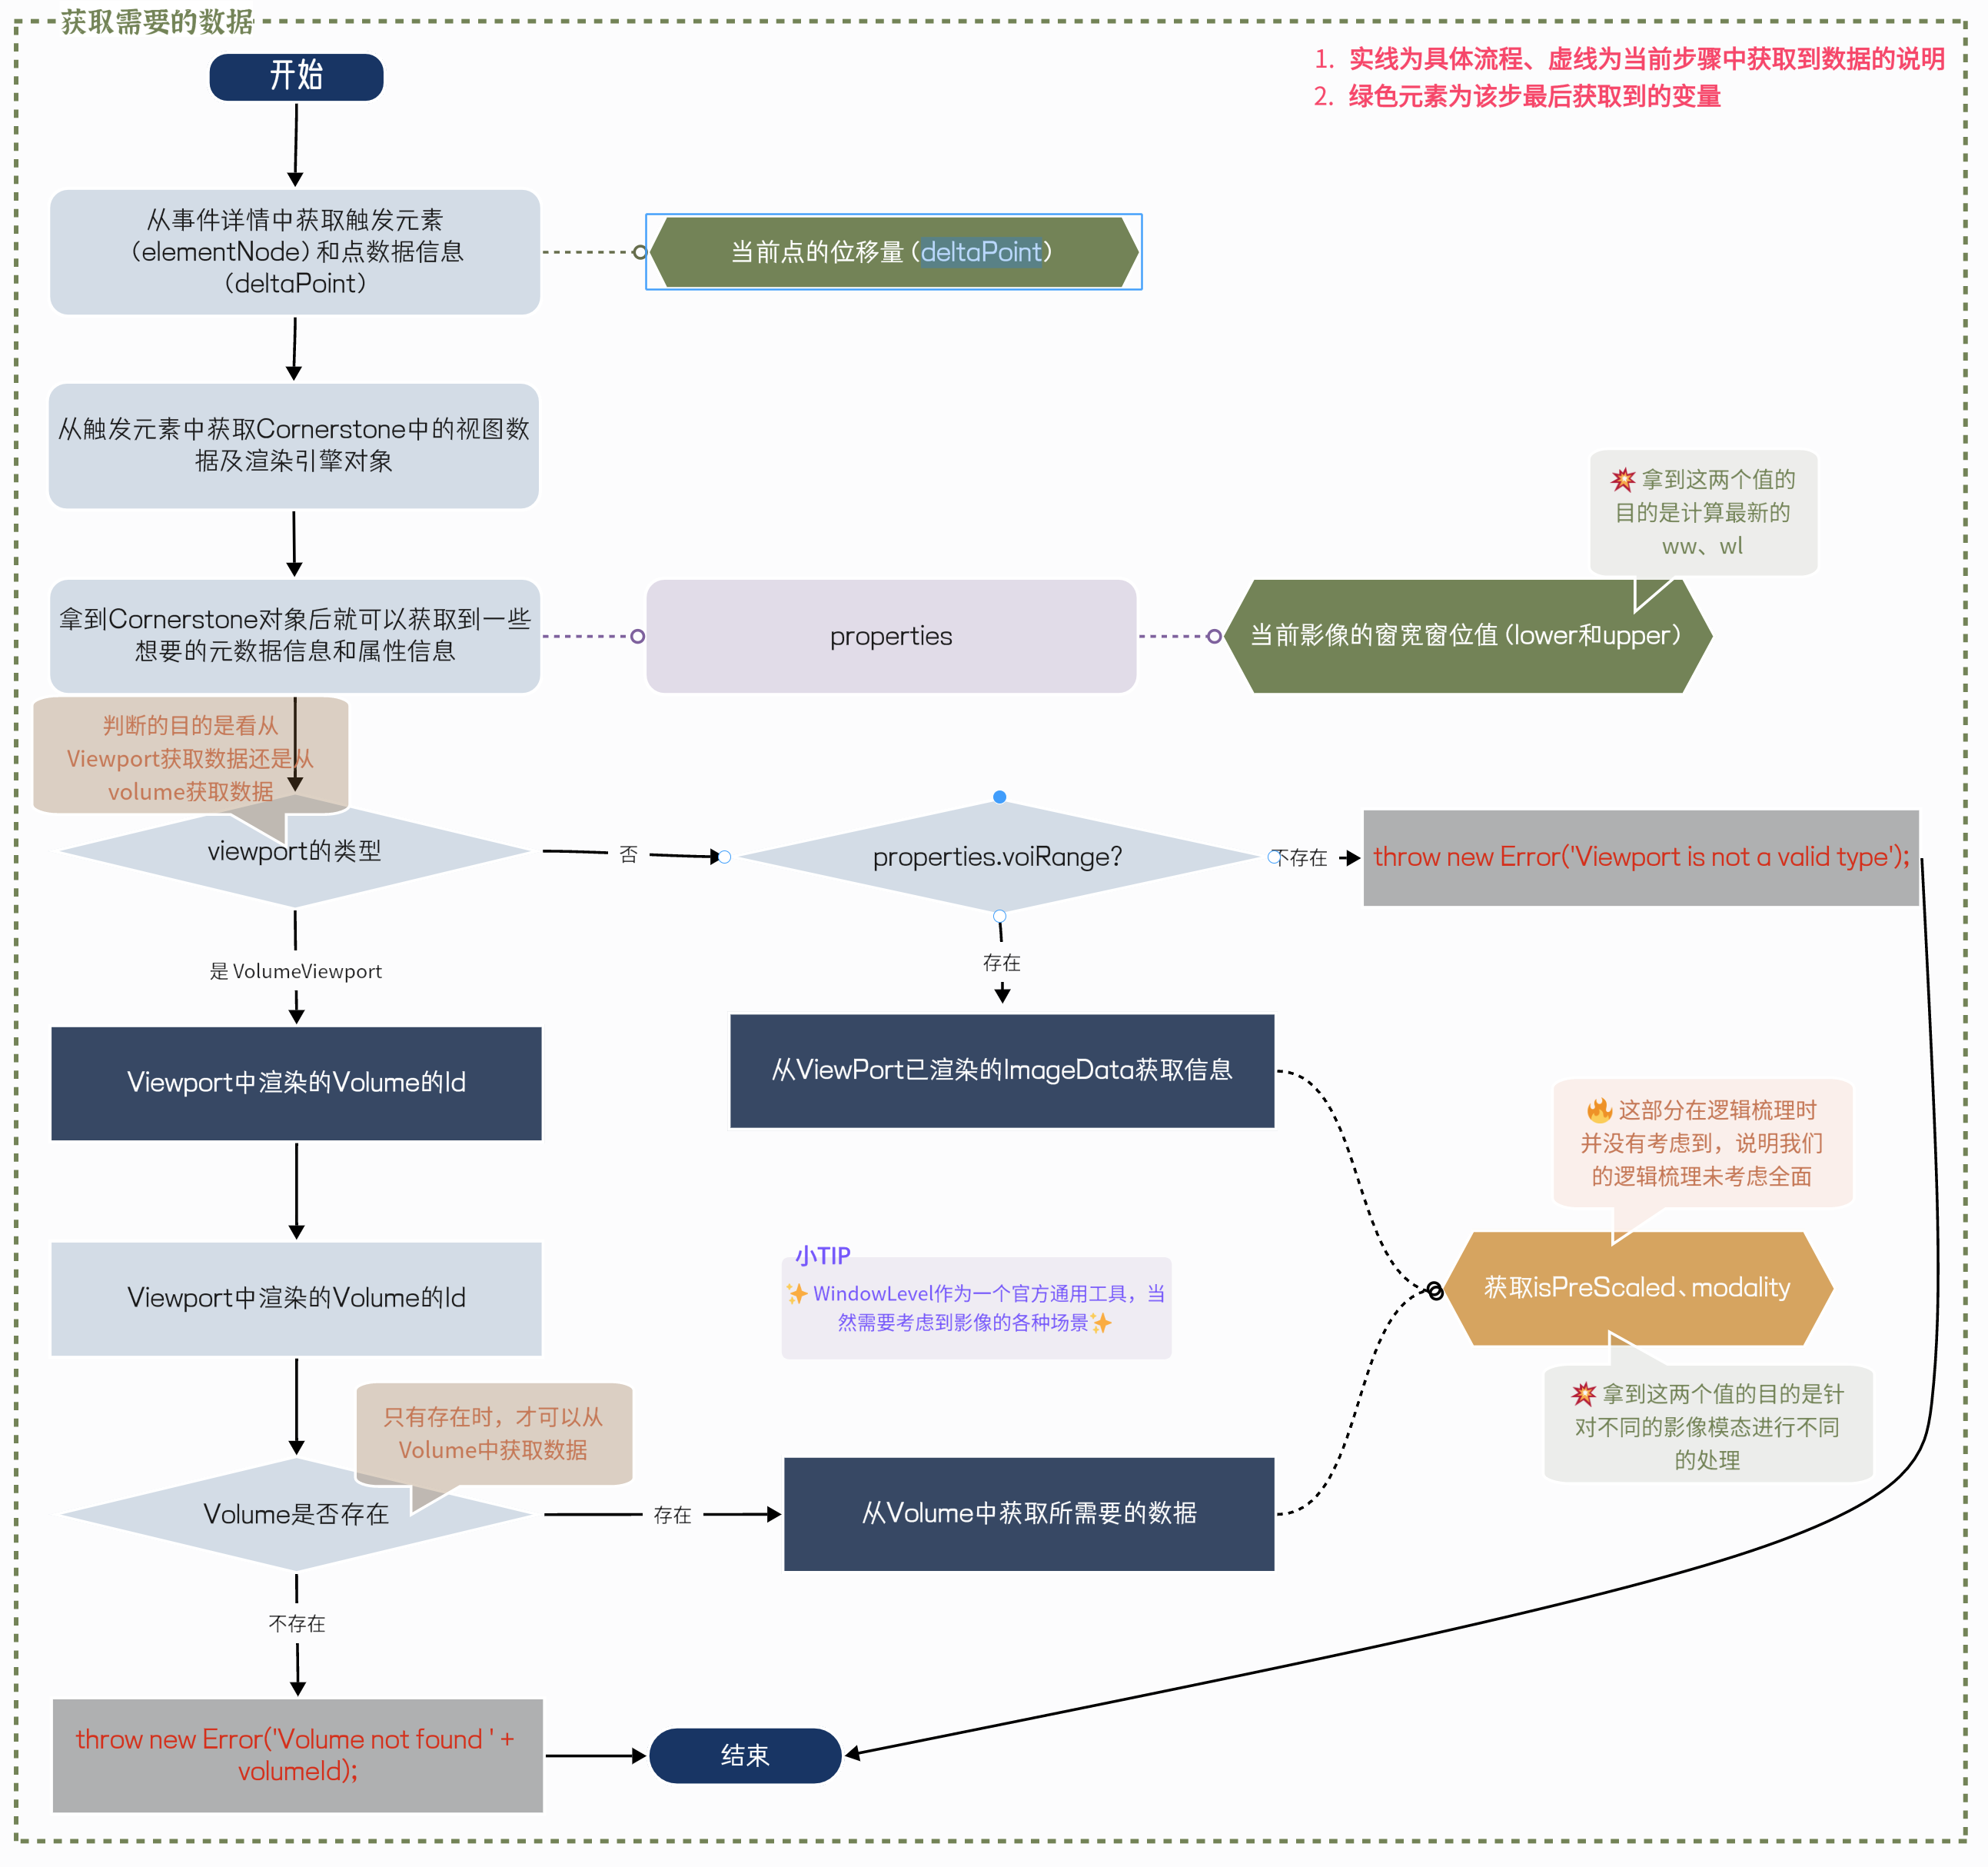 获取需要的数据
1. 实线为具体流程、虚线为当前步骤中获取到数据的说明
2. 绿色元素为该步最后获取到的变量
开始
从事件详情中获取触发元素
（elementNode）和点数据信息
（deltaPoint）
当前点的位移量（deltaPoint）
从触发元素中获取Cornerstone中的视图数
据及渲染引擎对象
💥 拿到这两个值的
目的是计算最新的
ww、wl
拿到Cornerstone对象后就可以获取到一些
想要的元数据信息和属性信息
properties
当前影像的窗宽窗位值（lower和upper）
判断的目的是看从
Viewport获取数据还是从
volume获取数据
viewport的类型
否
properties.voiRange?
不存在
throw new Error('Viewport is not a valid type');
是 VolumeViewport
存在
Viewport中渲染的Volume的Id
从ViewPort已渲染的ImageData获取信息
🔥 这部分在逻辑梳理时
并没有考虑到，说明我们
的逻辑梳理未考虑全面
Viewport中渲染的Volume的Id
小TIP
✨ WindowLevel作为一个官方通用工具，当
然需要考虑到影像的各种场景✨
获取isPreScaled、modality
💥 拿到这两个值的目的是针
对不同的影像模态进行不同
的处理
只有存在时，才可以从
Volume中获取数据
Volume是否存在
存在
从Volume中获取所需要的数据
不存在
throw new Error('Volume not found ' +
volumeId);
结束